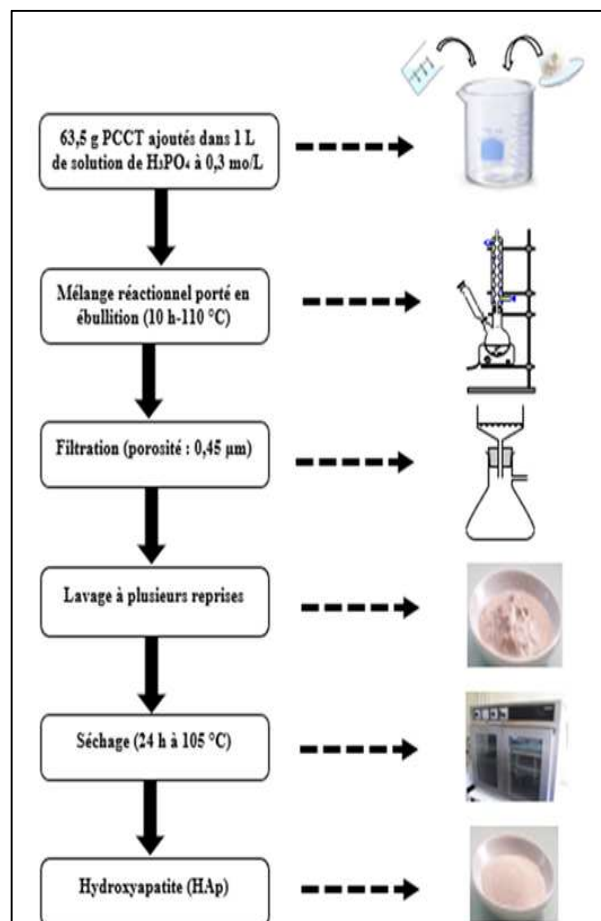 63,5 g PCCT ajoutés dans 1 L
de solution de H₃PO₄ à 0,3 mo/L
Mélange réactionnel porté en
ébullition (10 h-110 °C)
Filtration (porosité : 0,45 µm)
Lavage à plusieurs reprises
Séchage (24 h à 105 °C)
Hydroxyapatite (HAp)